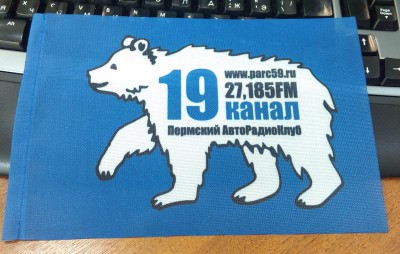 www.parc59.ru
19 27,185FM
канал
Пермский АвтоРадиоКлуб